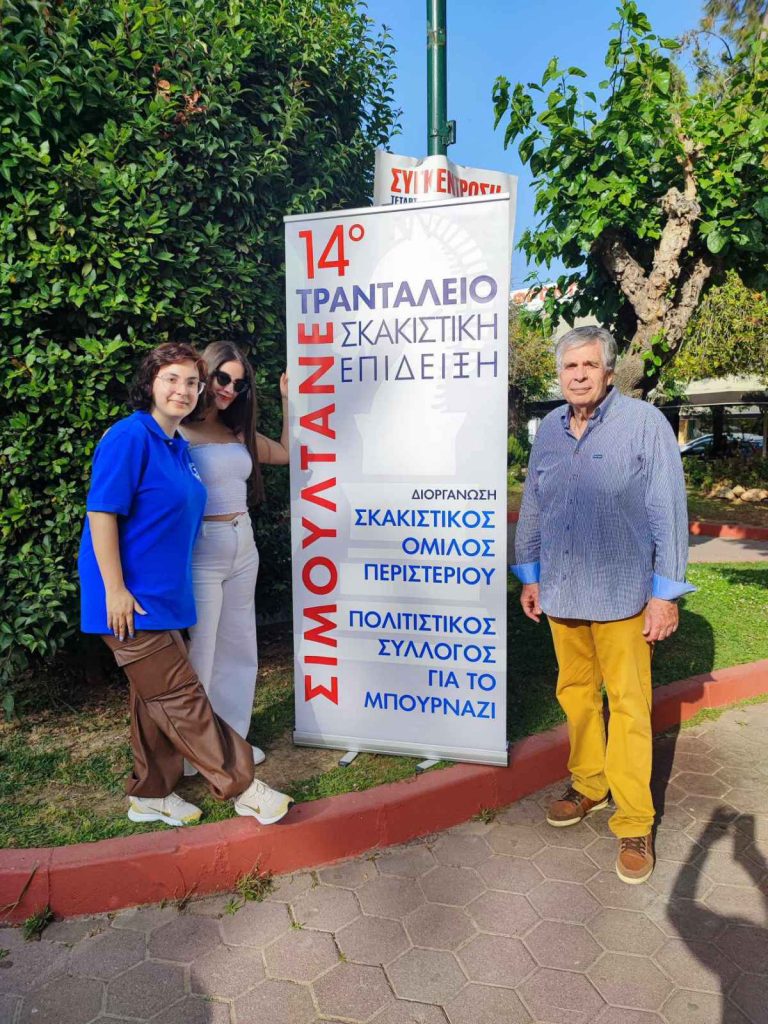 ΣΥΓΚΕΝΤΡΩΣΗ
14ο
ΤΡΑΝΤΑΛΕΙΟ
ΣΚΑΚΙΣΤΙΚΗ
ΕΠΙΔΕΙΞΗ
ΣΙΜΟΥΛΤΑΝΕ
ΔΙΟΡΓΑΝΩΣΗ
ΣΚΑΚΙΣΤΙΚΟΣ
ΟΜΙΛΟΣ
ΠΕΡΙΣΤΕΡΙΟΥ
ΠΟΛΙΤΙΣΤΙΚΟΣ
ΣΥΛΛΟΓΟΣ
ΓΙΑ ΤΟ
ΜΠΟΥΡΝΑΖΙ